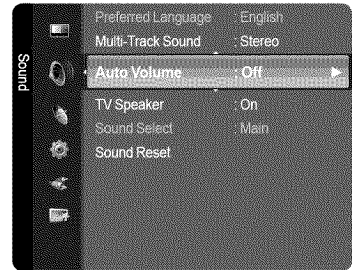 Sound
Preferred Language : English
Multi-Track Sound : Stereo
Auto Volume : Off
TV Speaker : On
Sound Select : Main
Sound Reset